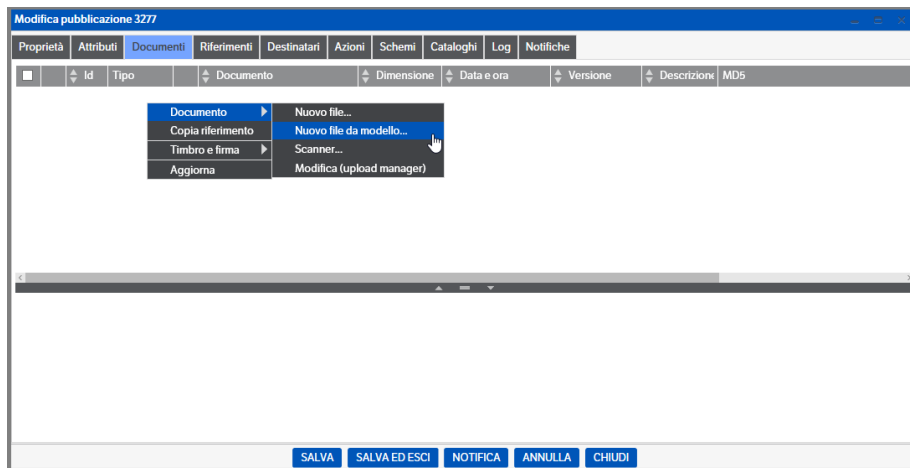 Modifica pubblicazione 3277
Proprietà Attributi Documenti Riferimenti Destinatari Azioni Schemi Cataloghi Log Notifiche
Id Tipo Documento Dimensione Data e ora Versione Descrizione MD5
Documento Nuovo file...
Copia riferimento Nuovo file da modello...
Timbro e firma Scanner...
Aggiorna Modifica (upload manager)
SALVA SALVA ED ESCI NOTIFICA ANNULLA CHIUDI